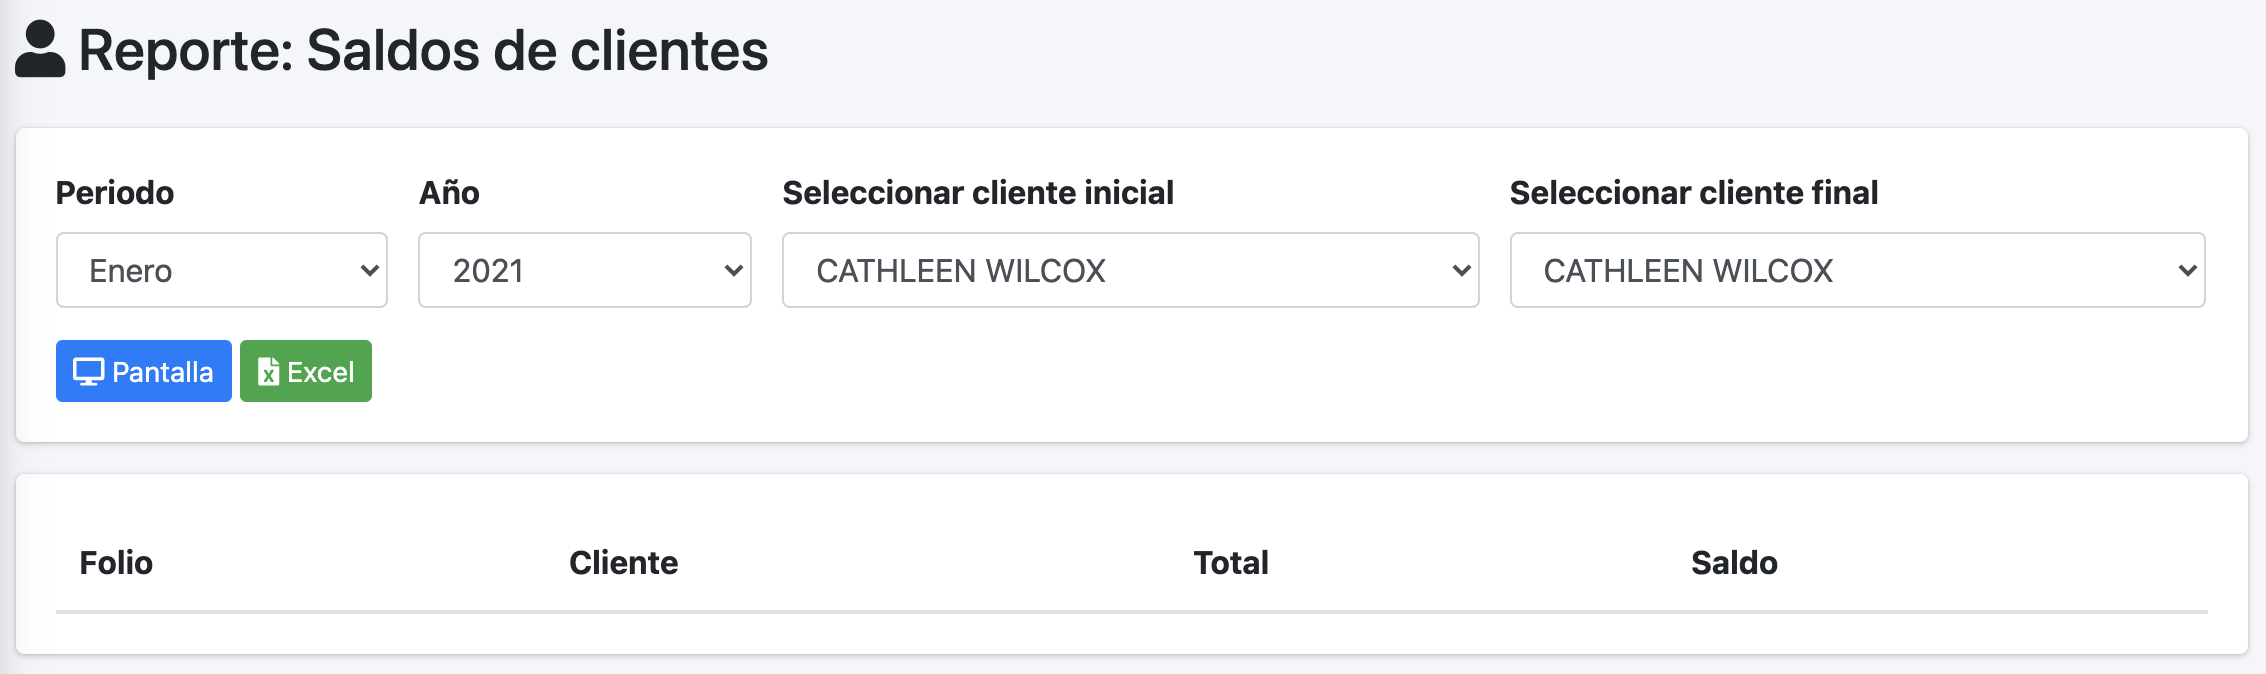 Reporte: Saldos de clientes
Periodo Año Seleccionar cliente inicial Seleccionar cliente final
Enero 2021 CATHLEEN WILCOX CATHLEEN WILCOX
Pantalla Excel
Folio Cliente Total Saldo